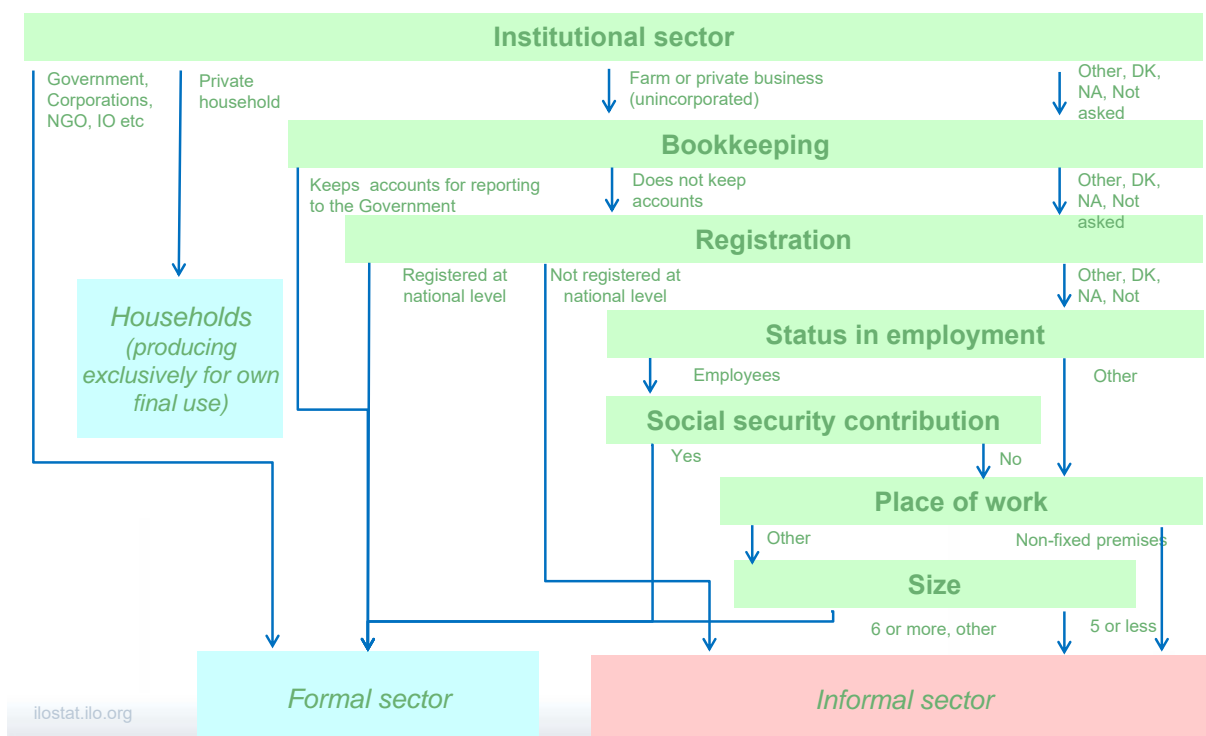 Institutional sector
Government,
Corporations,
NGO, IO etc
Private
household
Farm or private business
(unincorporated)
Other, DK,
NA, Not
asked
Bookkeeping
Keeps accounts for reporting
to the Government
Does not keep
accounts
Other, DK,
NA, Not
asked
Registration
Registered at
national level
Not registered at
national level
Other, DK,
NA, Not
Households
(producing
exclusively for own
final use)
Status in employment
Employees
Other
Social security contribution
Yes
No
Place of work
Other
Non-fixed premises
Size
6 or more, other
5 or less
Formal sector
Informal sector
ilostat.ilo.org